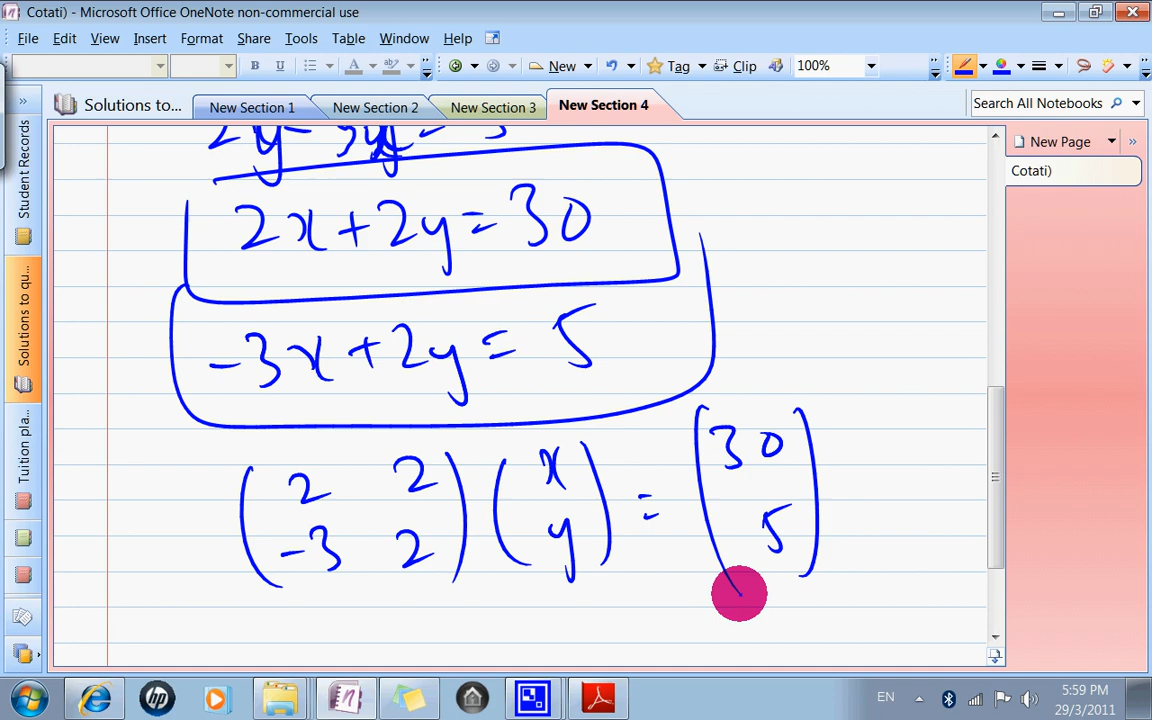 Cotati) - Microsoft Office OneNote non-commercial use
File Edit View Insert Format Share Tools Table Window Help
B U A ab New Tag Clip 100%
Solutions to... New Section 1 New Section 2 New Section 3 New Section 4 Search All Notebooks
New Page
Cotati)
Student Records
Solutions to qu...
Tuition pla...
2x+2y=30
-3x+2y=5
(2 2) (x) = (30)
(-3 2) (y) (5)
EN 5:59 PM
29/3/2011